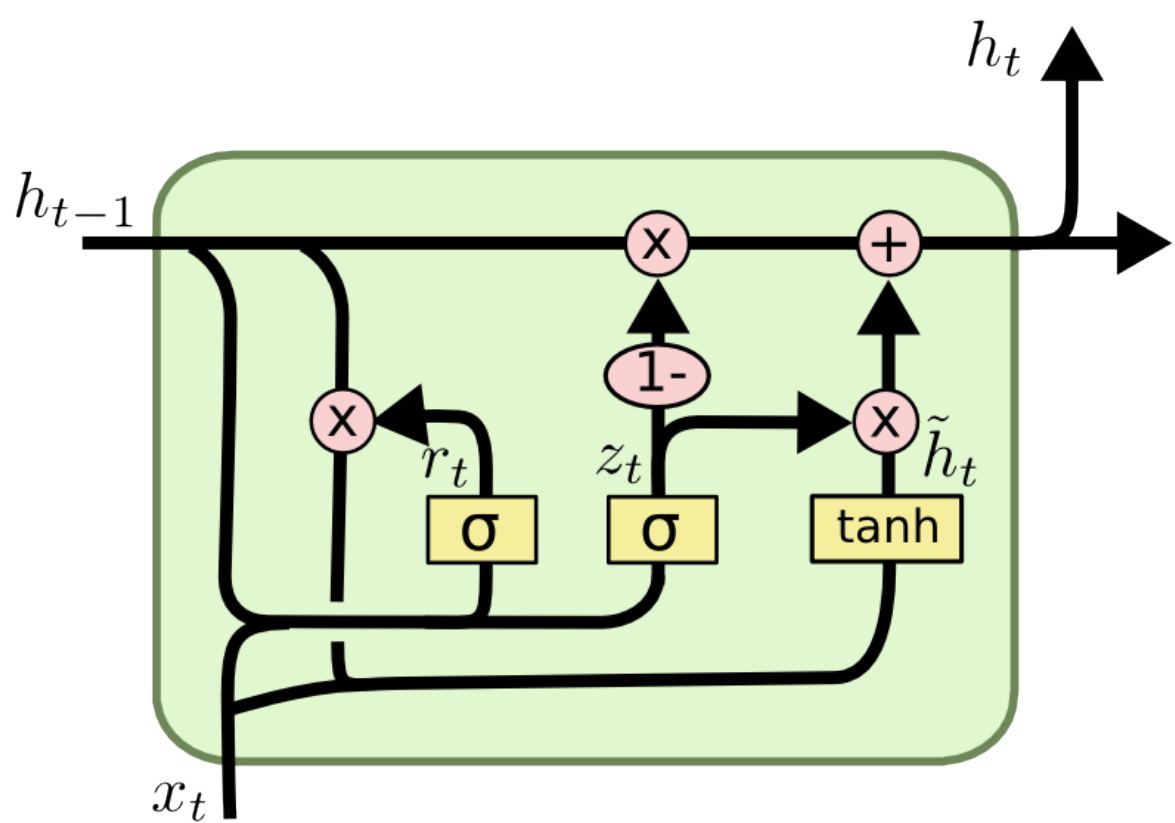 h_t
h_{t-1}
x +
1-
x x
r_t z_t h̃_t
σ σ tanh
x_t